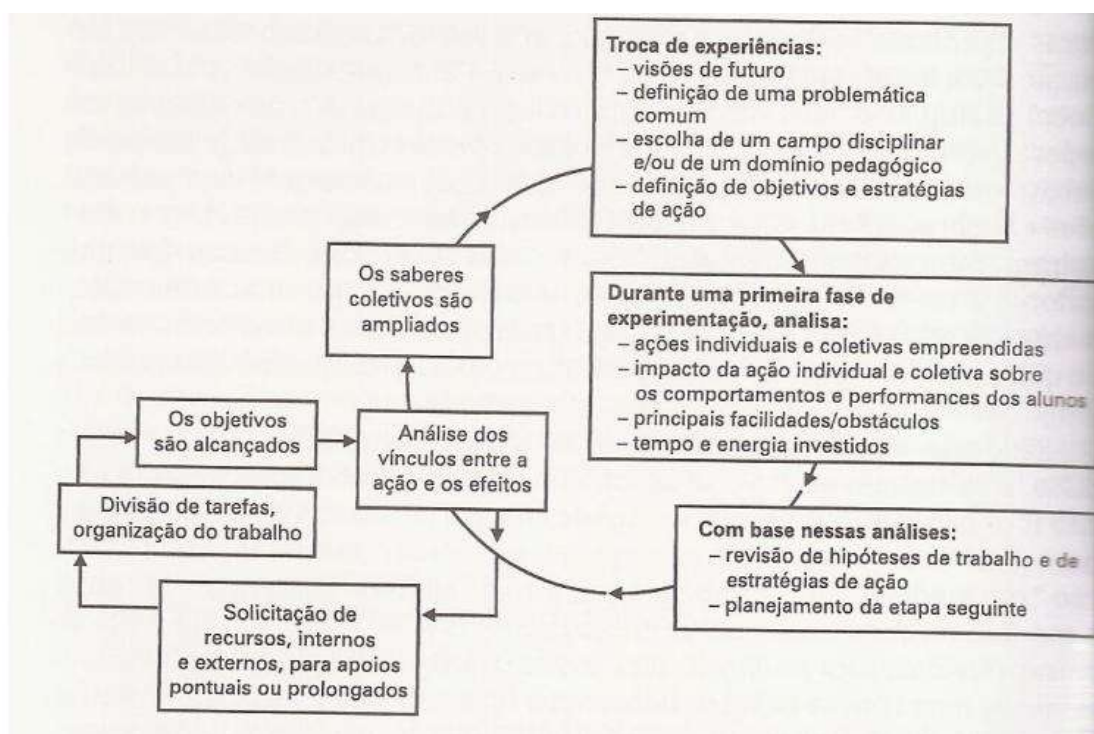 Troca de experiências:
– visões de futuro
– definição de uma problemática
comum
– escolha de um campo disciplinar
e/ou de um domínio pedagógico
– definição de objetivos e estratégias
de ação
Durante uma primeira fase de
experimentação, analisa:
– ações individuais e coletivas empreendidas
– impacto da ação individual e coletiva sobre
os comportamentos e performances dos alunos
– principais facilidades/obstáculos
– tempo e energia investidos
Com base nessas análises:
– revisão de hipóteses de trabalho e de
estratégias de ação
– planejamento da etapa seguinte
Os saberes
coletivos são
ampliados
Análise dos
vínculos entre a
ação e os efeitos
Os objetivos
são alcançados
Divisão de tarefas,
organização do trabalho
Solicitação de
recursos, internos
e externos, para apoios
pontuais ou prolongados